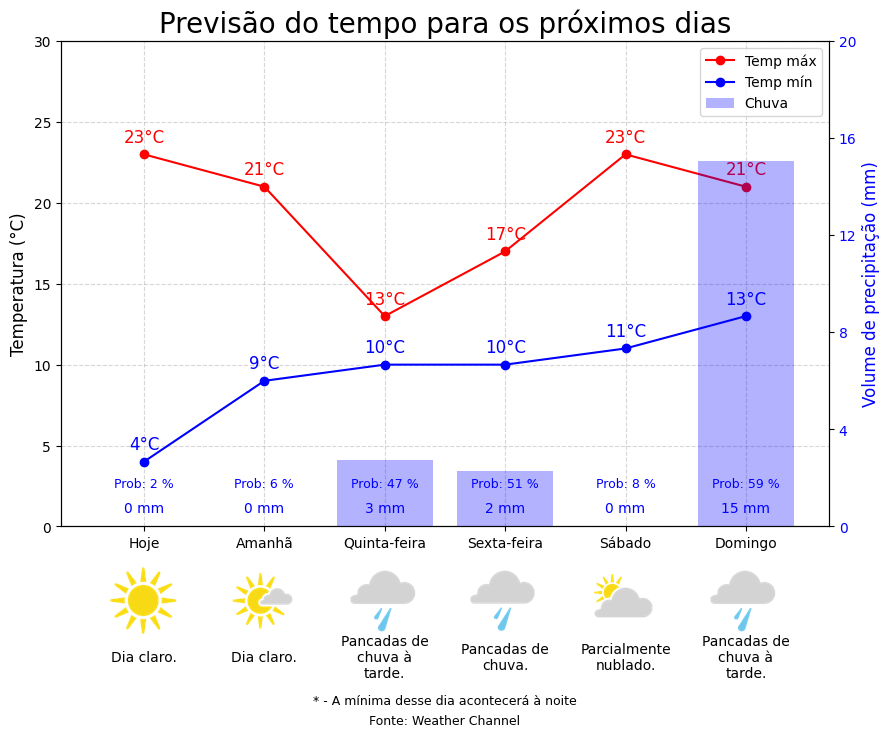 Previsão do tempo para os próximos dias
Temperatura (°C)
Volume de precipitação (mm)
30
25
20
15
10
5
0
20
16
12
8
4
0
Temp máx
Temp mín
Chuva
23°C
21°C
13°C
17°C
23°C
21°C
4°C
9°C
10°C
10°C
11°C
13°C
Prob: 2 %
Prob: 6 %
Prob: 47 %
Prob: 51 %
Prob: 8 %
Prob: 59 %
0 mm
0 mm
3 mm
2 mm
0 mm
15 mm
Hoje
Amanhã
Quinta-feira
Sexta-feira
Sábado
Domingo
Dia claro.
Dia claro.
Pancadas de
chuva à
tarde.
Pancadas de
chuva.
Parcialmente
nublado.
Pancadas de
chuva à
tarde.
* - A mínima desse dia acontecerá à noite
Fonte: Weather Channel